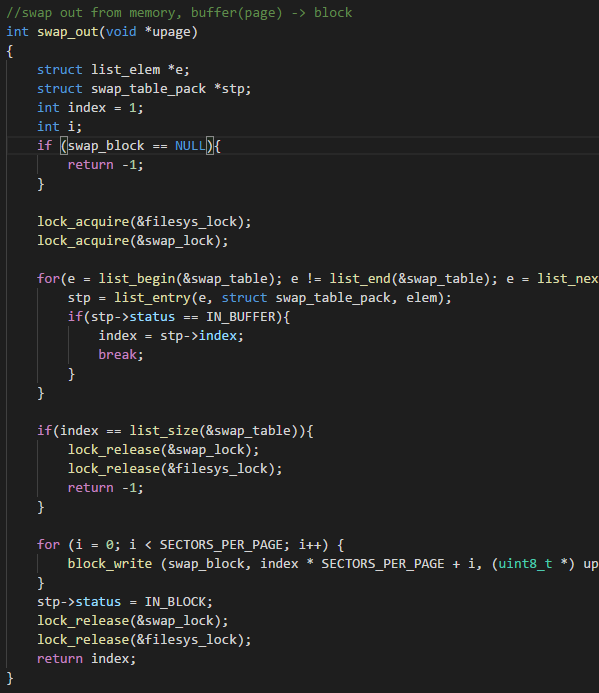 //swap out from memory, buffer(page) -> block
int swap_out(void *upage)
{
    struct list_elem *e;
    struct swap_table_pack *stp;
    int index = 1;
    int i;
    if (swap_block == NULL){
        return -1;
    }

    lock_acquire(&filesys_lock);
    lock_acquire(&swap_lock);

    for(e = list_begin(&swap_table); e != list_end(&swap_table); e = list_nex
        stp = list_entry(e, struct swap_table_pack, elem);
        if(stp->status == IN_BUFFER){
            index = stp->index;
            break;
        }
    }

    if(index == list_size(&swap_table)){
        lock_release(&swap_lock);
        lock_release(&filesys_lock);
        return -1;
    }

    for (i = 0; i < SECTORS_PER_PAGE; i++) {
        block_write (swap_block, index * SECTORS_PER_PAGE + i, (uint8_t *) up
    }
    stp->status = IN_BLOCK;
    lock_release(&swap_lock);
    lock_release(&filesys_lock);
    return index;
}